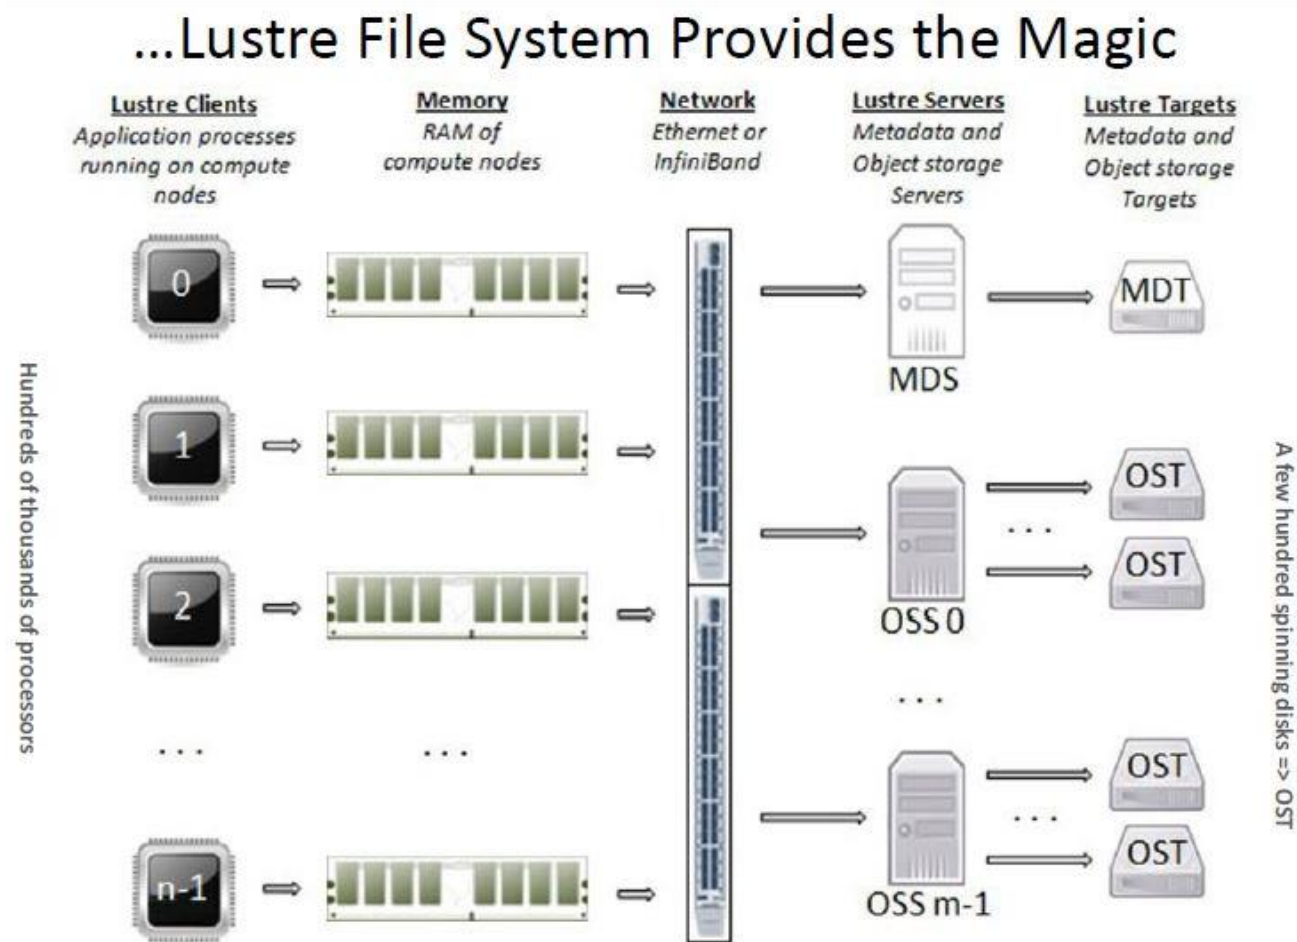 ...Lustre File System Provides the Magic
Lustre Clients
Application processes
running on compute
nodes
Memory
RAM of
compute nodes
Network
Ethernet or
InfiniBand
Lustre Servers
Metadata and
Object storage
Servers
Lustre Targets
Metadata and
Object storage
Targets
Hundreds of thousands of processors
0
1
2
. . .
n-1
. . .
MDS
OSS 0
. . .
OSS m-1
MDT
OST
. . .
OST
OST
. . .
OST
A few hundred spinning disks => OST